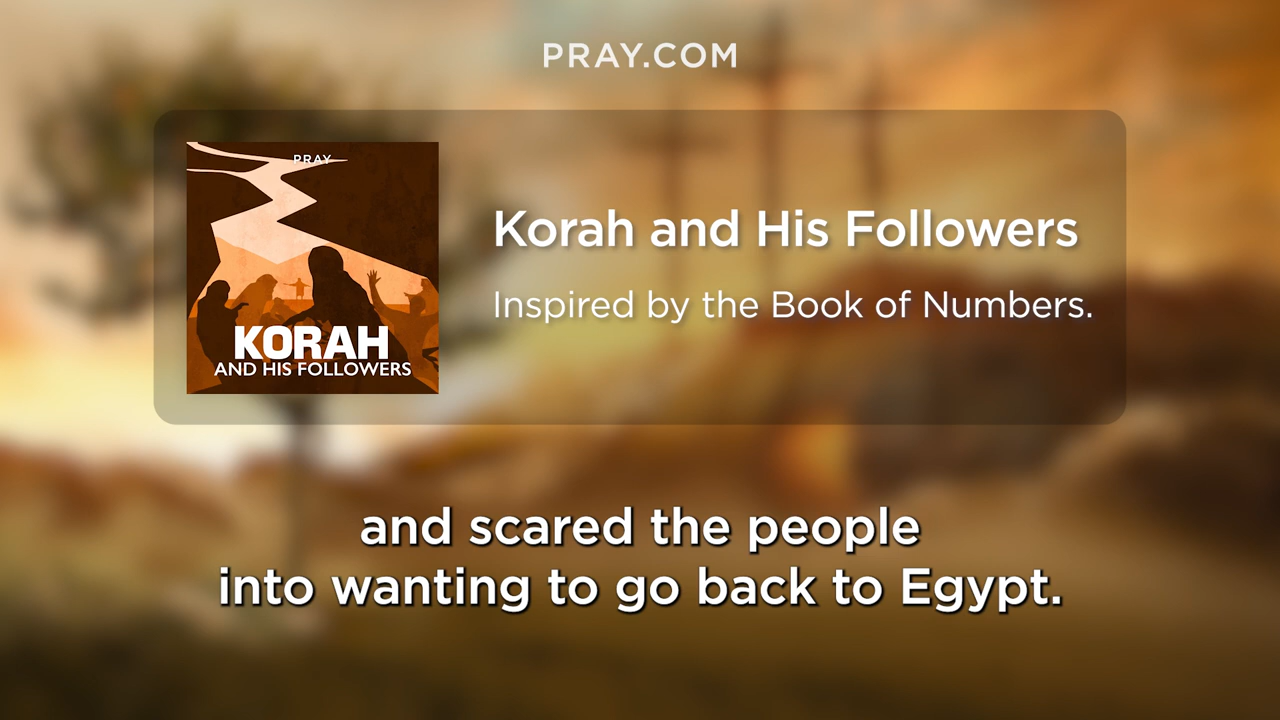 PRAY.COM
PRAY
KORAH
AND HIS FOLLOWERS
Korah and His Followers
Inspired by the Book of Numbers.
and scared the people
into wanting to go back to Egypt.